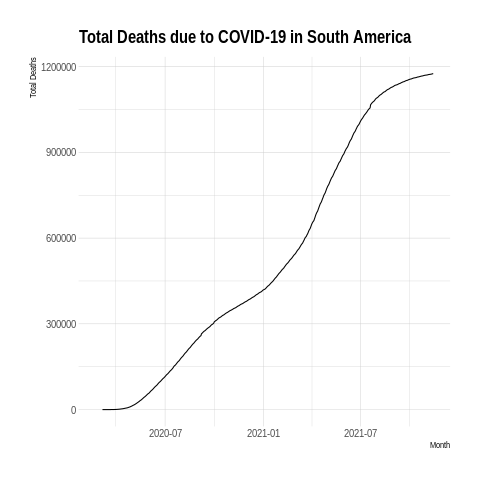 Total Deaths due to COVID-19 in South America
Total Deaths
1200000
900000
600000
300000
0
2020-07 2021-01 2021-07
Month